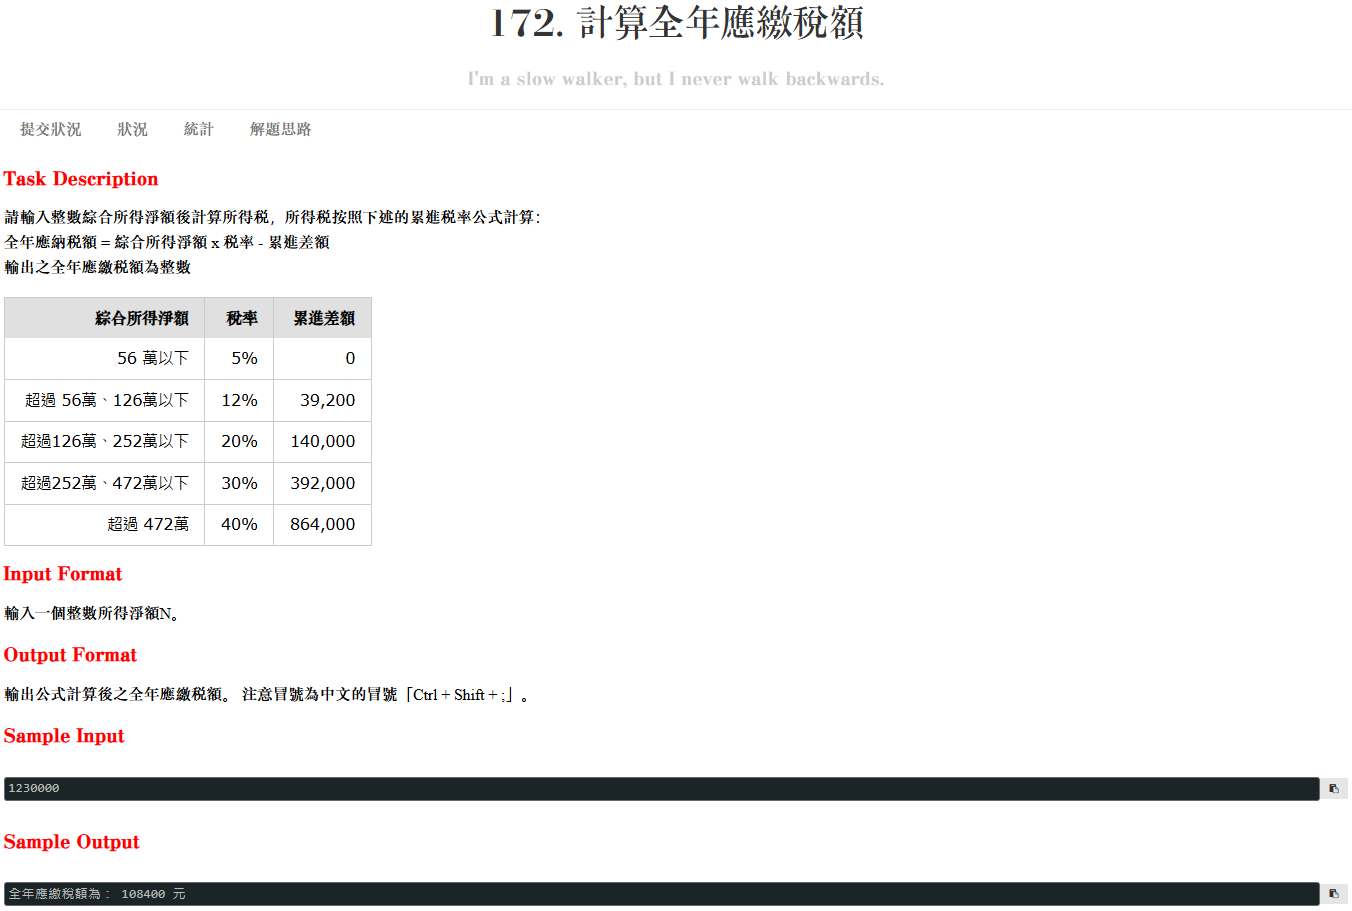 172. 計算全年應繳稅額
I'm a slow walker, but I never walk backwards.
提交狀況 狀況 統計 解題思路
Task Description
請輸入整數綜合所得淨額後計算所得稅，所得稅按照下述的累進稅率公式計算：
全年應納稅額 = 綜合所得淨額 x 稅率 - 累進差額
輸出之全年應繳稅額為整數
綜合所得淨額 稅率 累進差額
56 萬以下 5% 0
超過 56萬、126萬以下 12% 39,200
超過126萬、252萬以下 20% 140,000
超過252萬、472萬以下 30% 392,000
超過 472萬 40% 864,000
Input Format
輸入一個整數所得淨額N。
Output Format
輸出公式計算後之全年應繳稅額。 注意冒號為中文的冒號「Ctrl + Shift + ;」。
Sample Input
1230000
Sample Output
全年應繳稅額為： 108400 元